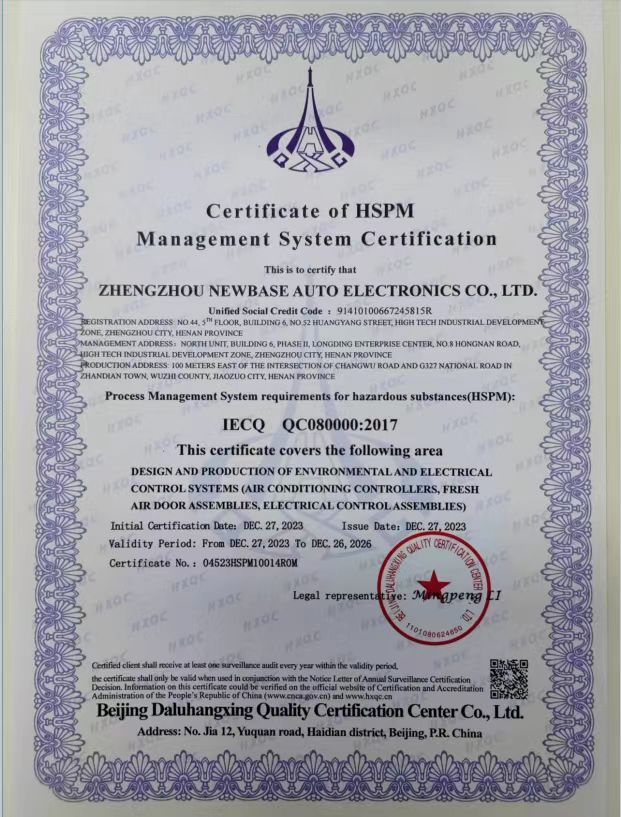 Certificate of HSPM
Management System Certification
This is to certify that
ZHENGZHOU NEWBASE AUTO ELECTRONICS CO., LTD.
Unified Social Credit Code : 91410100667245815R
REGISTRATION ADDRESS: NO.44, 5TH FLOOR, BUILDING 6, NO.52 HUANGYANG STREET, HIGH TECH INDUSTRIAL DEVELOPMENT
ZONE, ZHENGZHOU CITY, HENAN PROVINCE
MANAGEMENT ADDRESS: NORTH UNIT, BUILDING 6, PHASE II, LONGDING ENTERPRISE CENTER, NO.8 HONGNAN ROAD,
HIGH TECH INDUSTRIAL DEVELOPMENT ZONE, ZHENGZHOU CITY, HENAN PROVINCE
PRODUCTION ADDRESS: 100 METERS EAST OF THE INTERSECTION OF CHANGWU ROAD AND G327 NATIONAL ROAD IN
ZHANDIAN TOWN, WUZHI COUNTY, JIAOZUO CITY, HENAN PROVINCE
Process Management System requirements for hazardous substances(HSPM):
IECQ QC080000:2017
This certificate covers the following area
DESIGN AND PRODUCTION OF ENVIRONMENTAL AND ELECTRICAL
CONTROL SYSTEMS (AIR CONDITIONING CONTROLLERS, FRESH
AIR DOOR ASSEMBLIES, ELECTRICAL CONTROL ASSEMBLIES)
Initial Certification Date: DEC. 27, 2023 Issue Date: DEC. 27, 2023
Validity Period: From DEC. 27, 2023 To DEC. 26, 2026
Certificate No.: 04523HSPM10014R0M
Legal representative: Mingpeng LI
BEIJING DALUHANGXING QUALITY CERTIFICATION CENTER CO., LTD.
1101080624650
Certified client shall receive at least one surveillance audit every year within the validity period,
the certificate shall only be valid when used in conjunction with the Notice Letter of Annual Surveillance Certification
Decision. Information on this certificate could be verified on the official website of Certification and Accreditation
Administration of the People's Republic of China (www.cnca.gov.cn) and www.hxqc.cn
Beijing Daluhangxing Quality Certification Center Co., Ltd.
Address: No. Jia 12, Yuquan road, Haidian district, Beijing, P.R. China